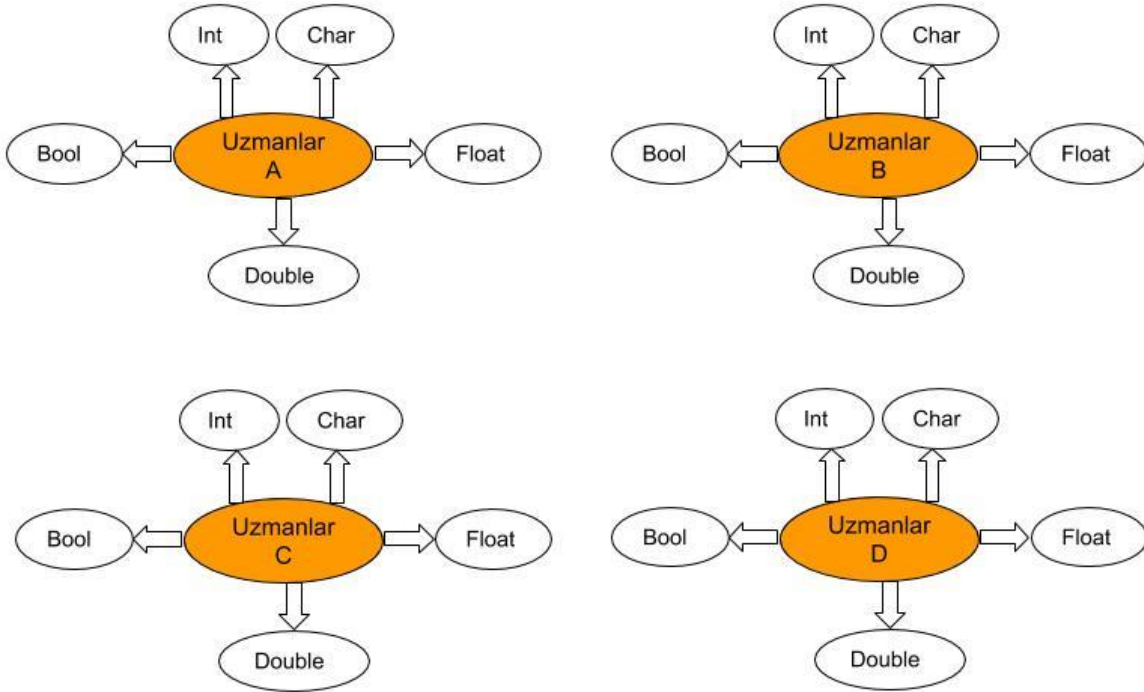 Int
Char
Uzmanlar
A
Bool
Float
Double
Int
Char
Uzmanlar
B
Bool
Float
Double
Int
Char
Uzmanlar
C
Bool
Float
Double
Int
Char
Uzmanlar
D
Bool
Float
Double